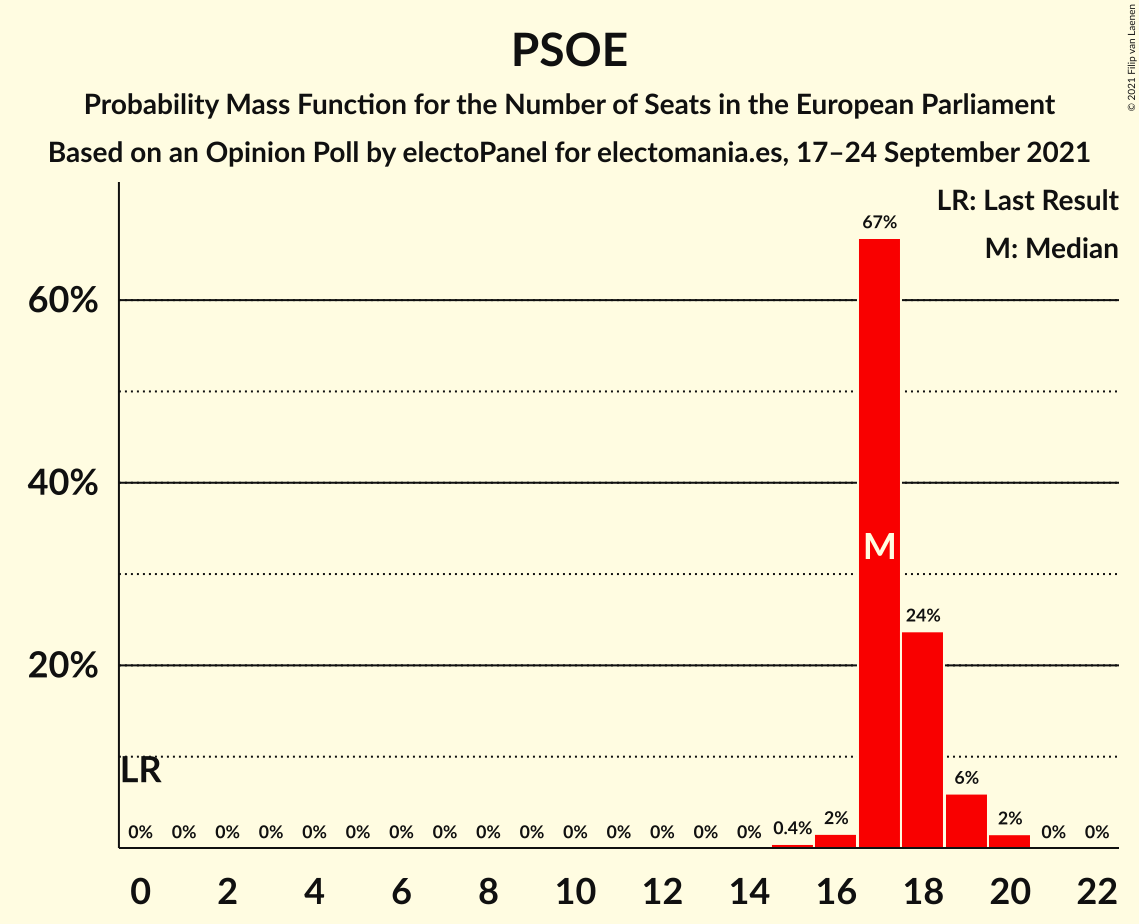 PSOE
Probability Mass Function for the Number of Seats in the European Parliament
Based on an Opinion Poll by electoPanel for electomania.es, 17–24 September 2021
© 2021 Filip van Laenen
LR: Last Result
M: Median
67%
60%
40%
M
24%
20%
LR
6%
0% 0% 0% 0% 0% 0% 0% 0% 0% 0% 0% 0% 0% 0% 0% 0.4% 2% 2% 0% 0%
0 2 4 6 8 10 12 14 16 18 20 22